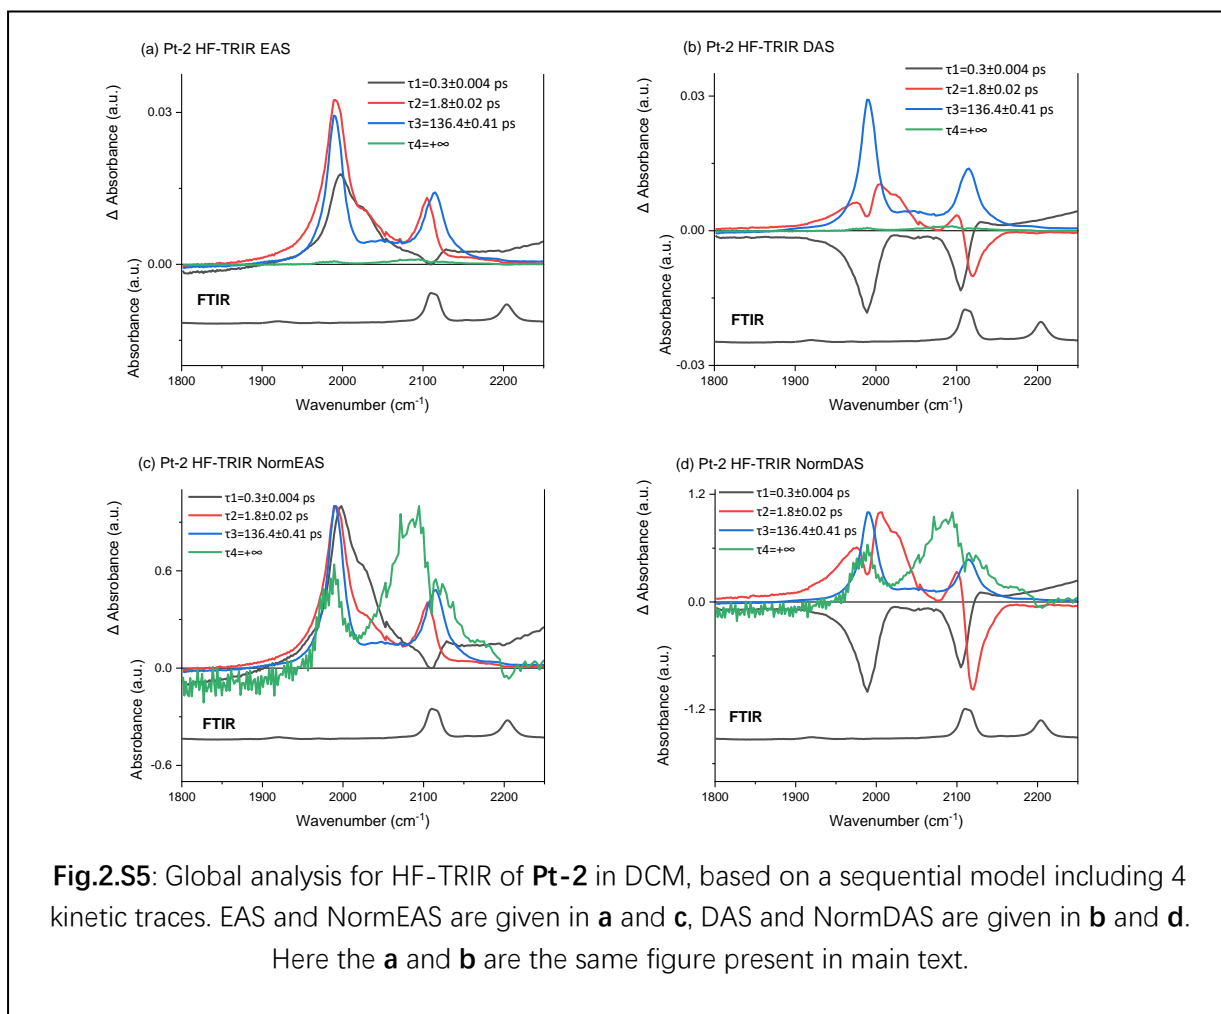 (a) Pt-2 HF-TRIR EAS
τ1=0.3±0.004 ps
τ2=1.8±0.02 ps
τ3=136.4±0.41 ps
τ4=+∞
0.03
0.00
Δ Absorbance (a.u.)
Absorbance (a.u.)
FTIR
1800 1900 2000 2100 2200
Wavenumber (cm⁻¹)
(b) Pt-2 HF-TRIR DAS
τ1=0.3±0.004 ps
τ2=1.8±0.02 ps
τ3=136.4±0.41 ps
τ4=+∞
0.03
0.00
-0.03
Δ Absorbance (a.u.)
Absorbance (a.u.)
FTIR
1800 1900 2000 2100 2200
Wavenumber (cm⁻¹)
(c) Pt-2 HF-TRIR NormEAS
τ1=0.3±0.004 ps
τ2=1.8±0.02 ps
τ3=136.4±0.41 ps
τ4=+∞
0.6
0.0
-0.6
Δ Absrobance (a.u.)
Absrobance (a.u.)
FTIR
1800 1900 2000 2100 2200
Wavenumber (cm⁻¹)
(d) Pt-2 HF-TRIR NormDAS
τ1=0.3±0.004 ps
τ2=1.8±0.02 ps
τ3=136.4±0.41 ps
τ4=+∞
1.2
0.0
-1.2
Δ Absorbance (a.u.)
Absorbance (a.u.)
FTIR
1800 1900 2000 2100 2200
Wavenumber (cm⁻¹)
Fig.2.S5: Global analysis for HF-TRIR of Pt-2 in DCM, based on a sequential model including 4
kinetic traces. EAS and NormEAS are given in a and c, DAS and NormDAS are given in b and d.
Here the a and b are the same figure present in main text.